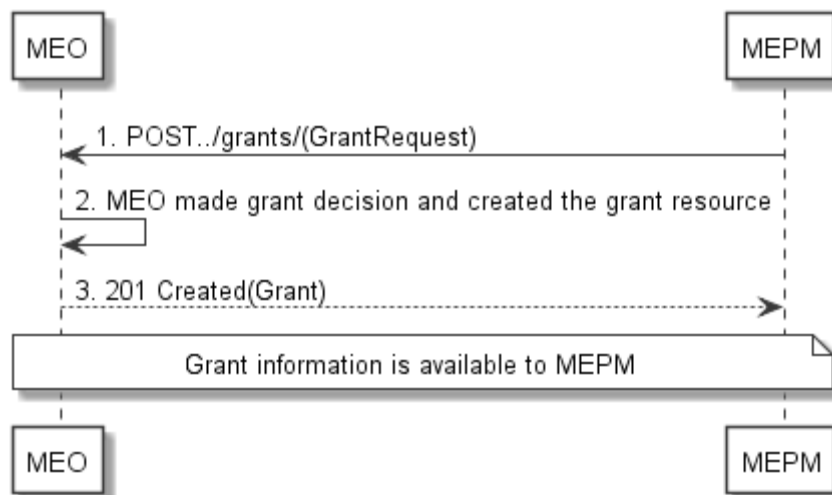 MEO
MEPM
1. POST../grants/(GrantRequest)
2. MEO made grant decision and created the grant resource
3. 201 Created(Grant)
Grant information is available to MEPM
MEO
MEPM